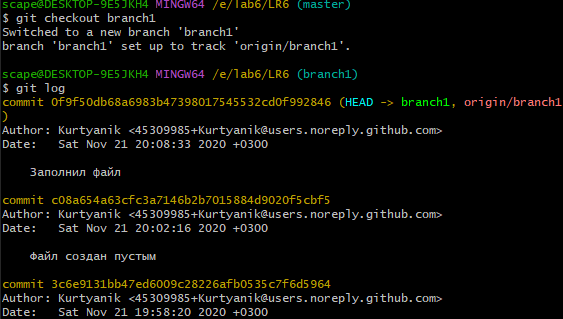 scape@DESKTOP-9E5JKH4 MINGW64 /e/lab6/LR6 (master)
$ git checkout branch1
Switched to a new branch 'branch1'
branch 'branch1' set up to track 'origin/branch1'.
scape@DESKTOP-9E5JKH4 MINGW64 /e/lab6/LR6 (branch1)
$ git log
commit 0f9f50db68a6983b47398017545532cd0f992846 (HEAD -> branch1, origin/branch1
)
Author: Kurtyanik <45309985+Kurtyanik@users.noreply.github.com>
Date:   Sat Nov 21 20:08:33 2020 +0300
Заполнил файл
commit c08a654a63cfc3a7146b2b7015884d9020f5cbf5
Author: Kurtyanik <45309985+Kurtyanik@users.noreply.github.com>
Date:   Sat Nov 21 20:02:16 2020 +0300
Файл создан пустым
commit 3c6e9131bb47ed6009c28226afb0535c7f6d5964
Author: Kurtyanik <45309985+Kurtyanik@users.noreply.github.com>
Date:   Sat Nov 21 19:58:20 2020 +0300